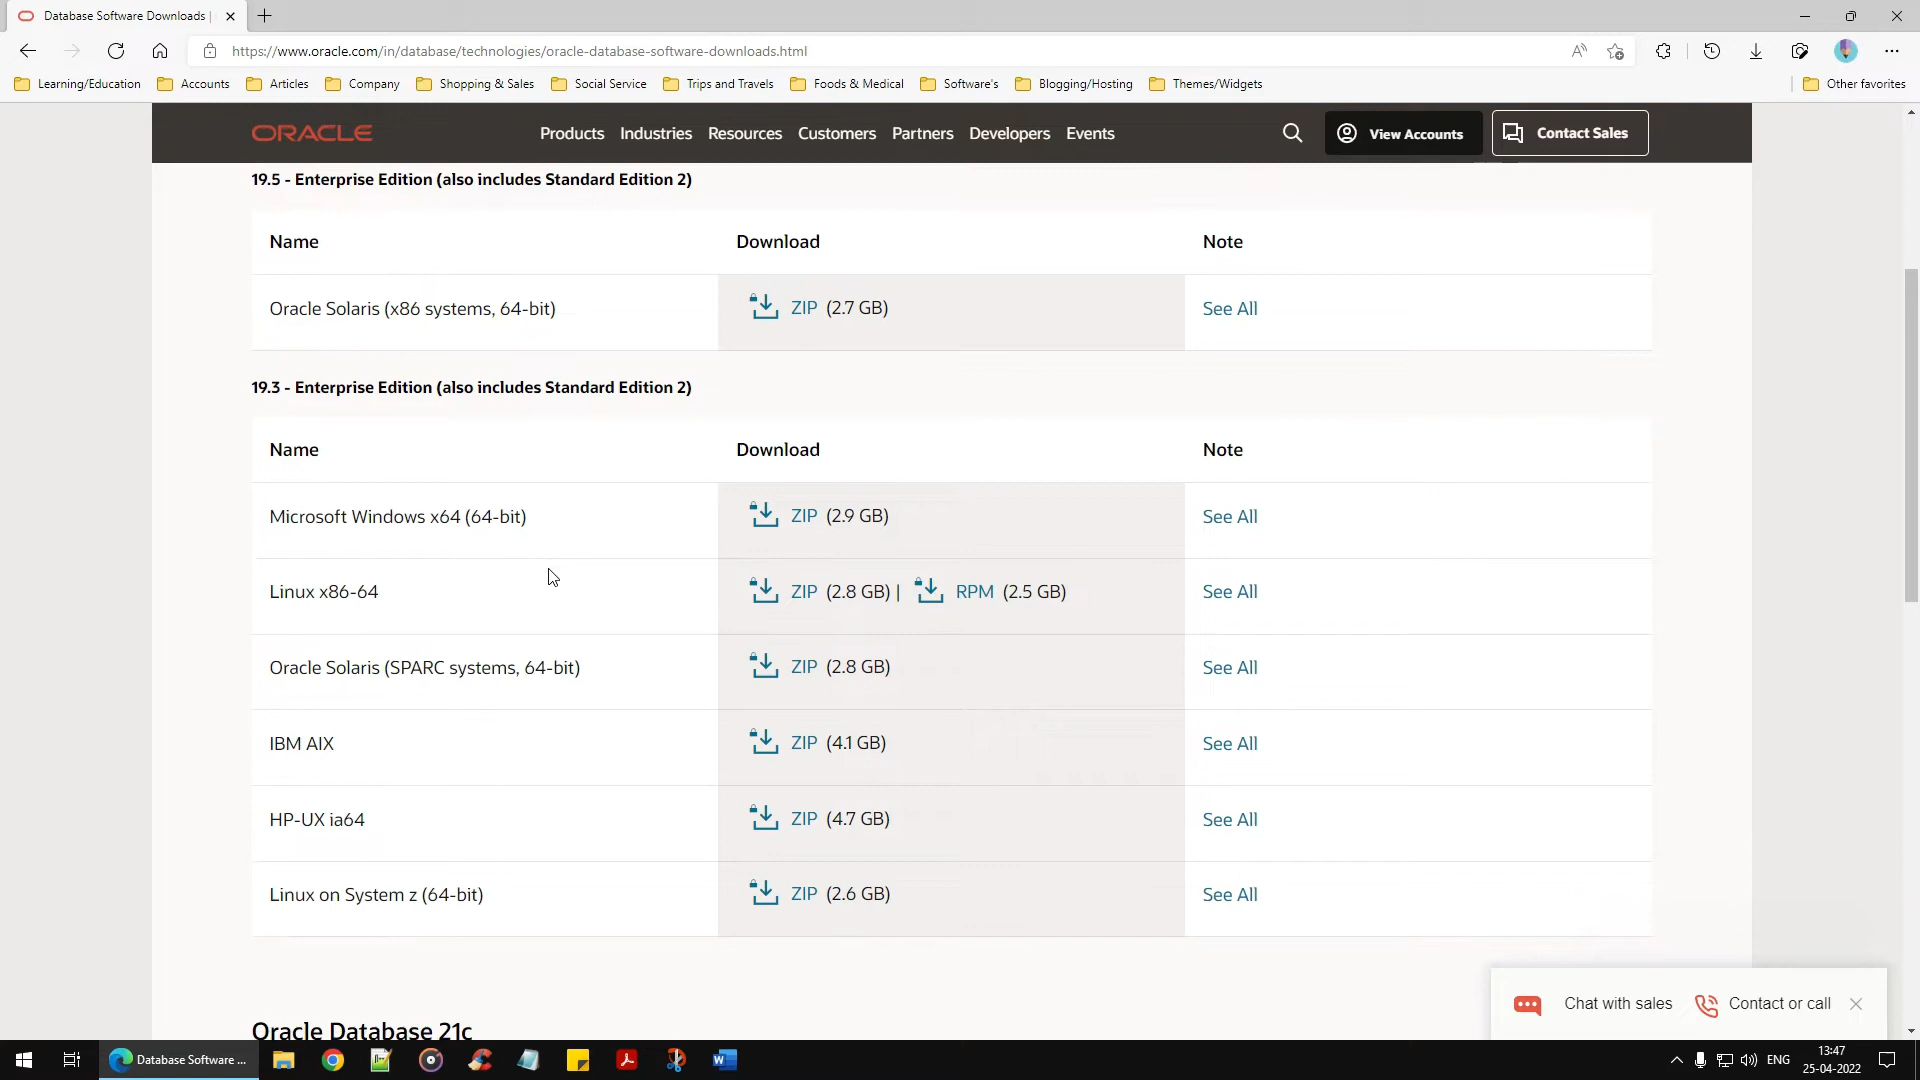 Database Software Downloads |
https://www.oracle.com/in/database/technologies/oracle-database-software-downloads.html
Learning/Education Accounts Articles Company Shopping & Sales Social Service Trips and Travels Foods & Medical Software's Blogging/Hosting Themes/Widgets Other favorites
ORACLE Products Industries Resources Customers Partners Developers Events View Accounts Contact Sales
19.5 - Enterprise Edition (also includes Standard Edition 2)
Name Download Note
Oracle Solaris (x86 systems, 64-bit) ZIP (2.7 GB) See All
19.3 - Enterprise Edition (also includes Standard Edition 2)
Name Download Note
Microsoft Windows x64 (64-bit) ZIP (2.9 GB) See All
Linux x86-64 ZIP (2.8 GB) | RPM (2.5 GB) See All
Oracle Solaris (SPARC systems, 64-bit) ZIP (2.8 GB) See All
IBM AIX ZIP (4.1 GB) See All
HP-UX ia64 ZIP (4.7 GB) See All
Linux on System z (64-bit) ZIP (2.6 GB) See All
Chat with sales Contact or call
Oracle Database 21c
Database Software ... ENG 13:47
25-04-2022